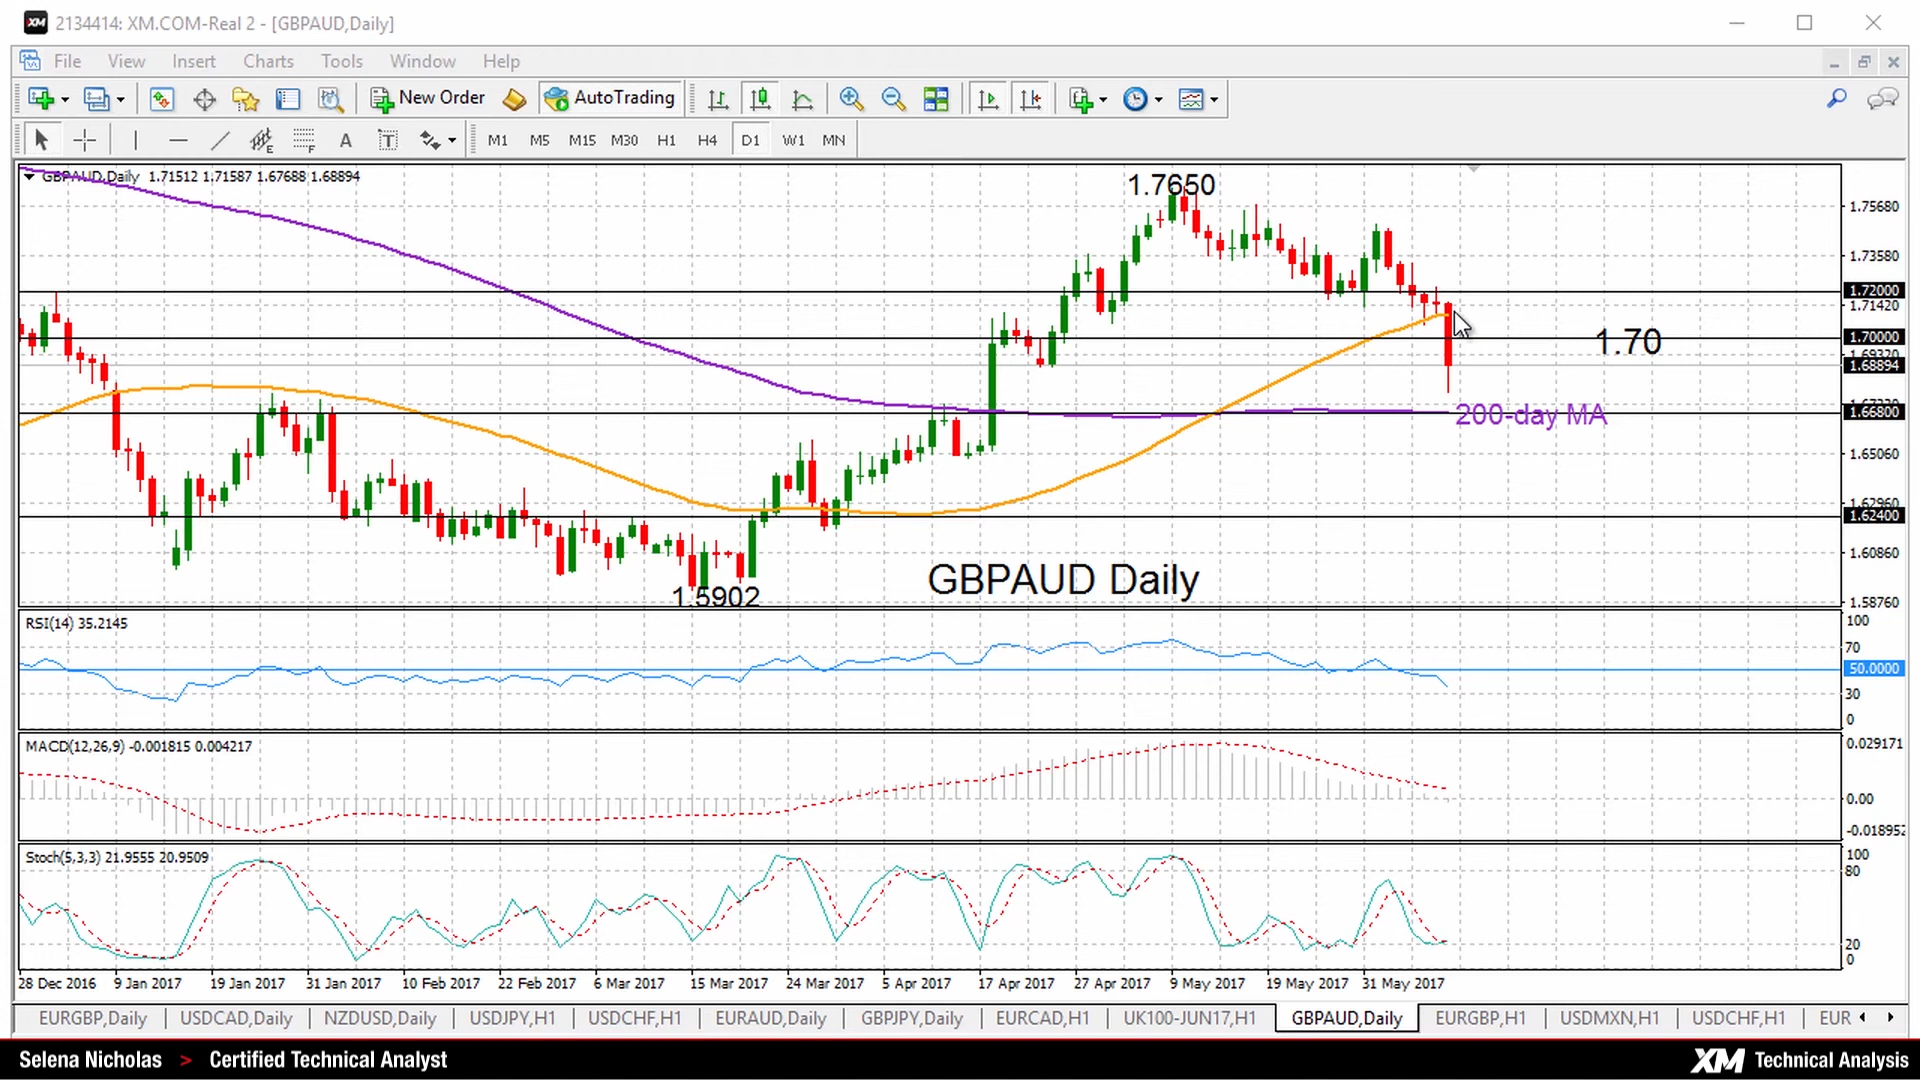 XM 2134414: XM.COM-Real 2 - [GBPAUD,Daily]
File View Insert Charts Tools Window Help
New Order AutoTrading
E F A T M1 M5 M15 M30 H1 H4 D1 W1 MN
GBPAUD,Daily 1.71512 1.71587 1.67688 1.68894
1.7650
1.75680
1.73580
1.72000
1.71420
1.70000
1.70
1.69320
1.68894
1.66800
200-day MA
1.65060
1.62960
1.62400
1.60860
GBPAUD Daily
1.5902
1.58760
RSI(14) 35.2145
100
70
50.0000
30
0
MACD(12,26,9) -0.001815 0.004217
0.029171
0.00
-0.018952
Stoch(5,3,3) 21.9555 20.9509
100
80
20
0
28 Dec 2016 9 Jan 2017 19 Jan 2017 31 Jan 2017 10 Feb 2017 22 Feb 2017 6 Mar 2017 15 Mar 2017 24 Mar 2017 5 Apr 2017 17 Apr 2017 27 Apr 2017 9 May 2017 19 May 2017 31 May 2017
EURGBP,Daily USDCAD,Daily NZDUSD,Daily USDJPY,H1 USDCHF,H1 EURAUD,Daily GBPJPY,Daily EURCAD,H1 UK100-JUN17,H1 GBPAUD,Daily EURGBP,H1 USDMXN,H1 USDCHF,H1 EUR
Selena Nicholas > Certified Technical Analyst XM Technical Analysis